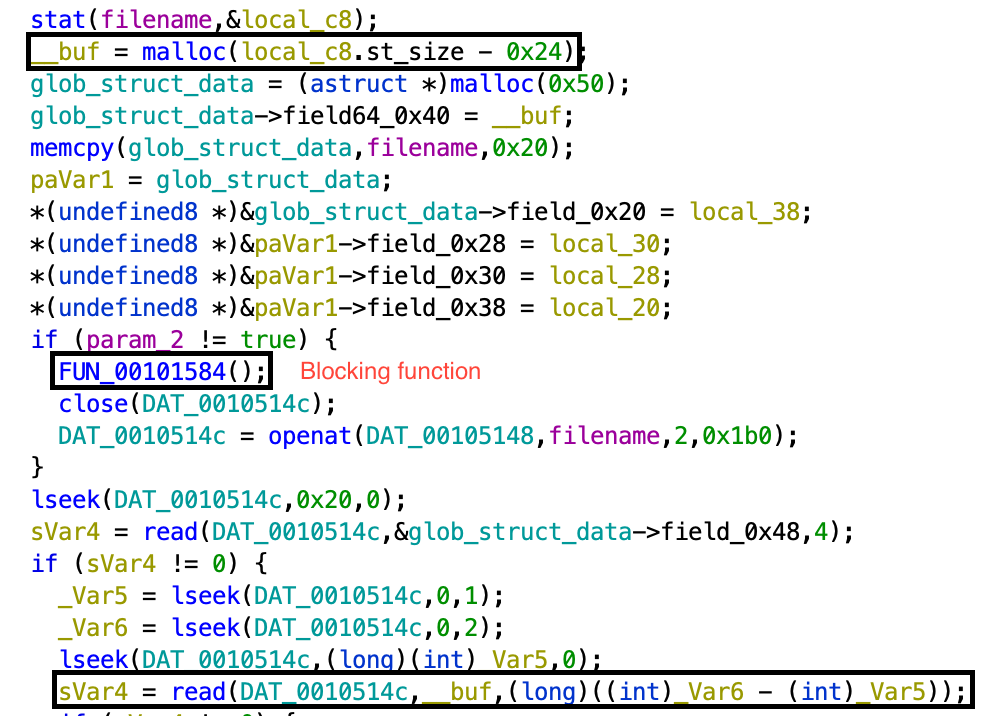 stat(filename,&local_c8);
__buf = malloc(local_c8.st_size - 0x24);
glob_struct_data = (astruct *)malloc(0x50);
glob_struct_data->field64_0x40 = __buf;
memcpy(glob_struct_data,filename,0x20);
paVar1 = glob_struct_data;
*(undefined8 *)&glob_struct_data->field_0x20 = local_38;
*(undefined8 *)&paVar1->field_0x28 = local_30;
*(undefined8 *)&paVar1->field_0x30 = local_28;
*(undefined8 *)&paVar1->field_0x38 = local_20;
if (param_2 != true) {
FUN_00101584(); Blocking function
close(DAT_0010514c);
DAT_0010514c = openat(DAT_00105148,filename,2,0x1b0);
}
lseek(DAT_0010514c,0x20,0);
sVar4 = read(DAT_0010514c,&glob_struct_data->field_0x48,4);
if (sVar4 != 0) {
_Var5 = lseek(DAT_0010514c,0,1);
_Var6 = lseek(DAT_0010514c,0,2);
lseek(DAT_0010514c,(long)(int)_Var5,0);
sVar4 = read(DAT_0010514c,__buf,(long)((int)_Var6 - (int)_Var5));